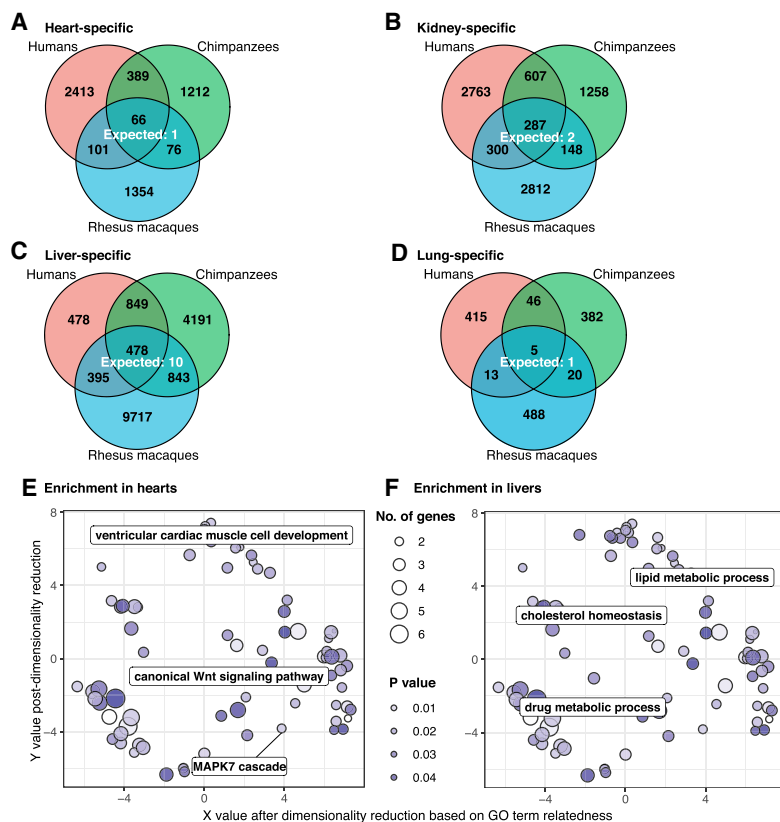 A Heart-specific
Humans
Chimpanzees
389
2413
1212
66
Expected: 1
101
76
1354
Rhesus macaques
B Kidney-specific
Humans
Chimpanzees
607
2763
1258
287
Expected: 2
300
148
2812
Rhesus macaques
C Liver-specific
Humans
Chimpanzees
849
478
4191
478
Expected: 10
395
843
9717
Rhesus macaques
D Lung-specific
Humans
Chimpanzees
46
415
382
5
Expected: 1
13
20
488
Rhesus macaques
E Enrichment in hearts
Y value post-dimensionality reduction
8
4
0
−4
ventricular cardiac muscle cell development
canonical Wnt signaling pathway
MAPK7 cascade
−4
0
4
No. of genes
2
3
4
5
6
P value
0.01
0.02
0.03
0.04
F Enrichment in livers
8
4
0
−4
lipid metabolic process
cholesterol homeostasis
drug metabolic process
−4
0
4
X value after dimensionality reduction based on GO term relatedness